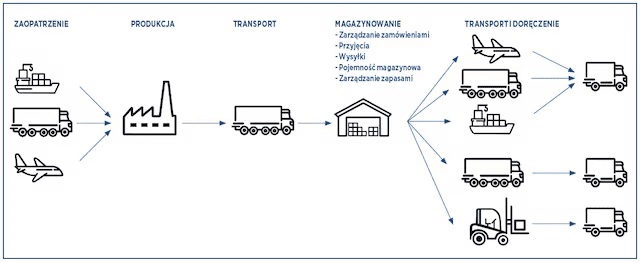 ZAOPATRZENIE
PRODUKCJA
TRANSPORT
MAGAZYNOWANIE
- Zarządzanie zamówieniami
- Przyjęcia
- Wysyłki
- Pojemność magazynowa
- Zarządzanie zapasami
TRANSPORT I DORĘCZENIE